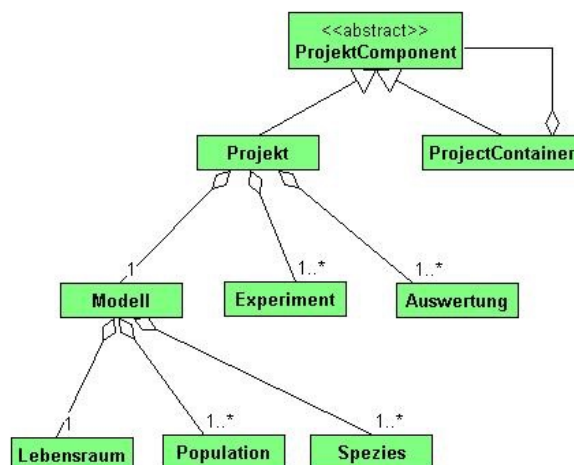 <<abstract>>
ProjektComponent
Projekt
ProjectContainer
1
1..*
1..*
Modell
Experiment
Auswertung
1
1..*
1..*
Lebensraum
Population
Spezies